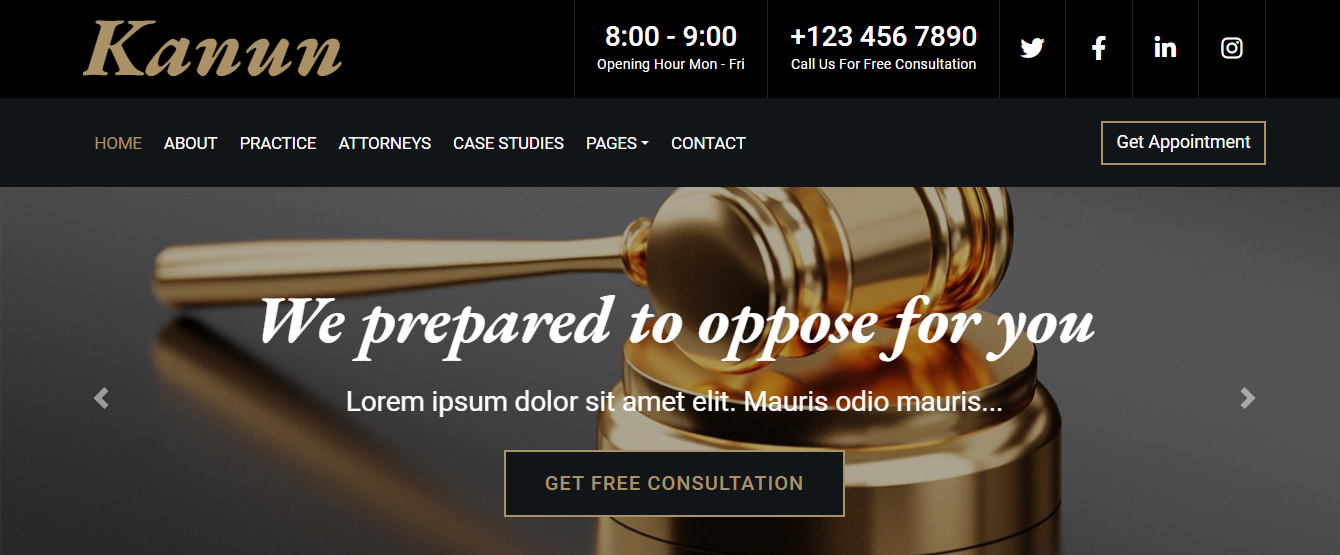 Kanun
8:00 - 9:00
Opening Hour Mon - Fri
+123 456 7890
Call Us For Free Consultation
HOME ABOUT PRACTICE ATTORNEYS CASE STUDIES PAGES CONTACT
Get Appointment
We prepared to oppose for you
Lorem ipsum dolor sit amet elit. Mauris odio mauris...
GET FREE CONSULTATION